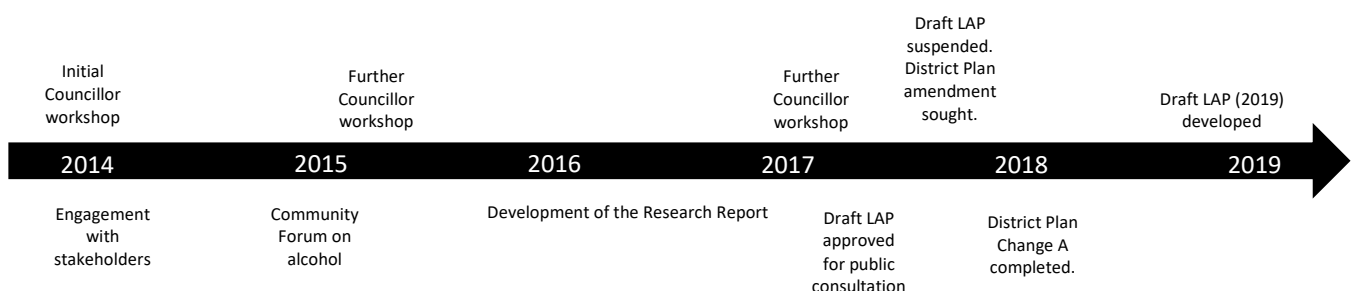 Initial
Councillor
workshop
Further
Councillor
workshop
Further
Councillor
workshop
Draft LAP
suspended.
District Plan
amendment
sought.
Draft LAP (2019)
developed
2014 2015 2016 2017 2018 2019
Engagement
with
stakeholders
Community
Forum on
alcohol
Development of the Research Report
Draft LAP
approved
for public
consultation
District Plan
Change A
completed.